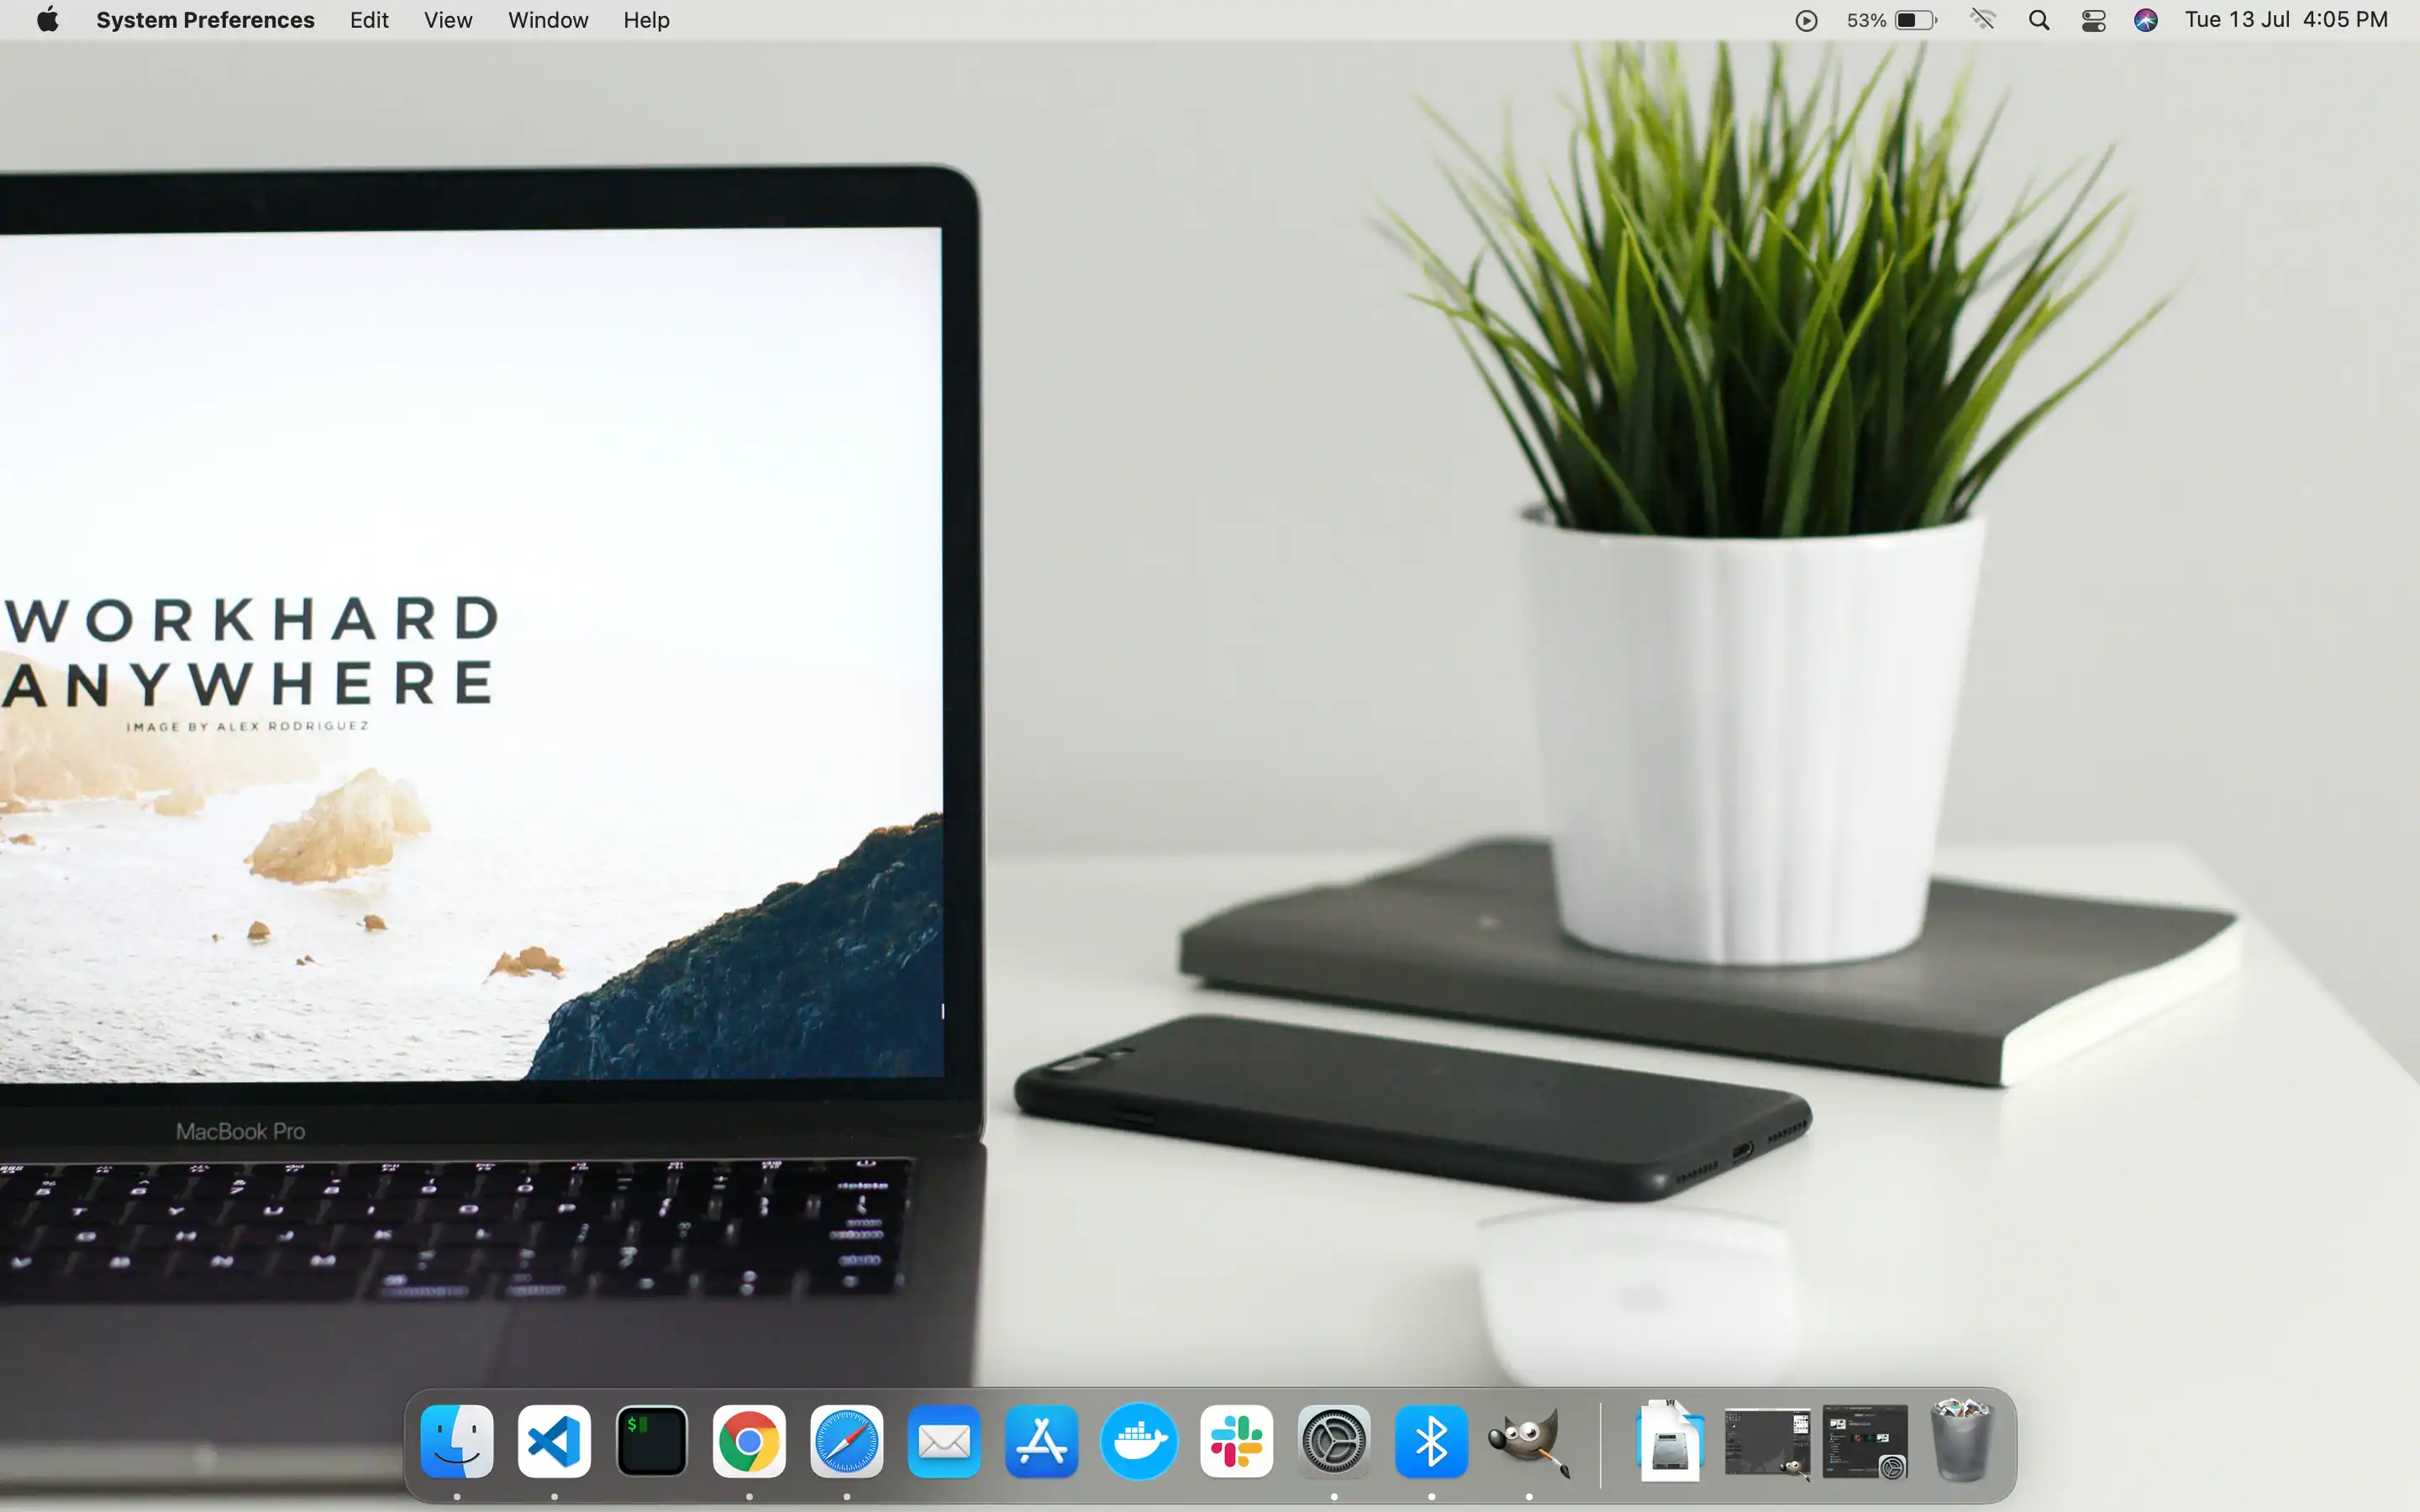 System Preferences Edit View Window Help 53% Tue 13 Jul 4:05 PM
WORKHARD
ANYWHERE
IMAGE BY ALEX RODRIGUEZ
MacBook Pro
delete
T Y U I O P
G H J K L
V B N M
$